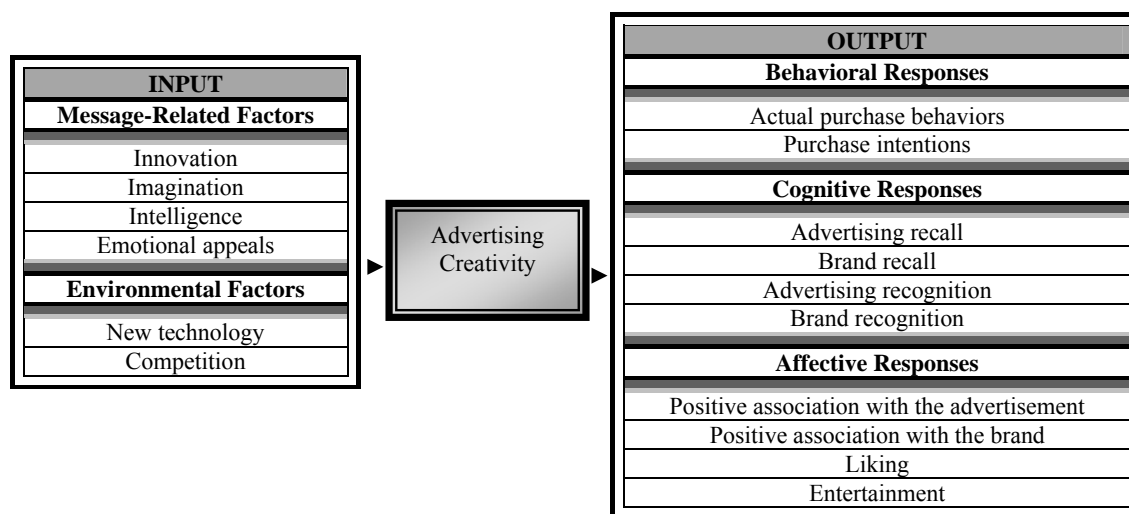 INPUT
Message-Related Factors
Innovation
Imagination
Intelligence
Emotional appeals
Environmental Factors
New technology
Competition
Advertising
Creativity
OUTPUT
Behavioral Responses
Actual purchase behaviors
Purchase intentions
Cognitive Responses
Advertising recall
Brand recall
Advertising recognition
Brand recognition
Affective Responses
Positive association with the advertisement
Positive association with the brand
Liking
Entertainment